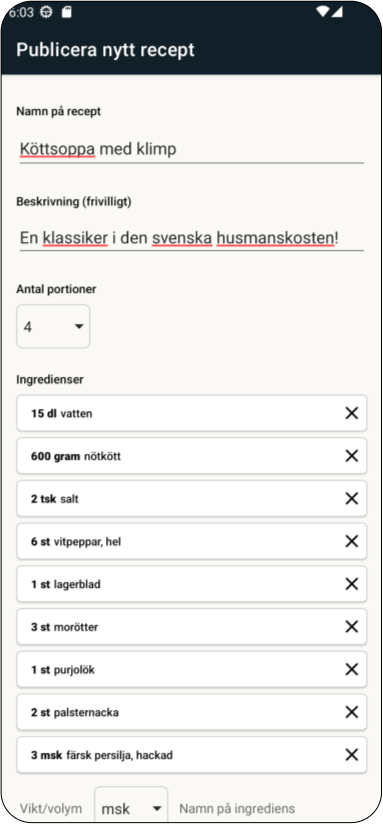 6:03
Publicera nytt recept
Namn på recept
Köttsoppa med klimp
Beskrivning (frivilligt)
En klassiker i den svenska husmanskosten!
Antal portioner
4
Ingredienser
15 dl vatten
600 gram nötkött
2 tsk salt
6 st vitpeppar, hel
1 st lagerblad
3 st morötter
1 st purjolök
2 st palsternacka
3 msk färsk persilja, hackad
Vikt/volym msk Namn på ingrediens